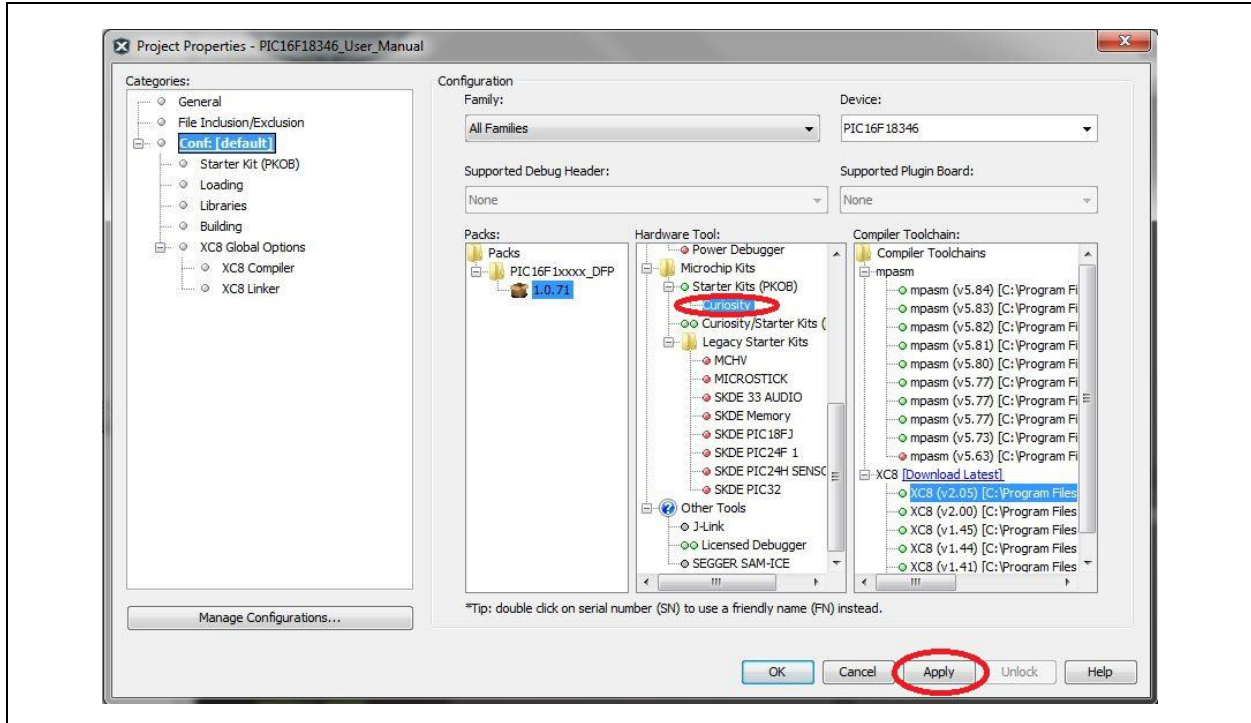 Project Properties - PIC16F18346_User_Manual
Categories:
General
File Inclusion/Exclusion
Conf: [default]
Starter Kit (PKOB)
Loading
Libraries
Building
XC8 Global Options
XC8 Compiler
XC8 Linker
Manage Configurations...
Configuration
Family:
All Families
Device:
PIC16F18346
Supported Debug Header:
None
Supported Plugin Board:
None
Packs:
Packs
PIC16F1xxxx_DFP
1.0.71
Hardware Tool:
Power Debugger
Microchip Kits
Starter Kits (PKOB)
Curiosity
Curiosity/Starter Kits (
Legacy Starter Kits
MCHV
MICROSTICK
SKDE 33 AUDIO
SKDE Memory
SKDE PIC18FJ
SKDE PIC24F 1
SKDE PIC24H SENSC
SKDE PIC32
Other Tools
J-Link
Licensed Debugger
SEGGER SAM-ICE
Compiler Toolchain:
Compiler Toolchains
mpasm
mpasm (v5.84) [C:\Program Fi
mpasm (v5.83) [C:\Program Fi
mpasm (v5.82) [C:\Program Fi
mpasm (v5.81) [C:\Program Fi
mpasm (v5.80) [C:\Program Fi
mpasm (v5.77) [C:\Program Fi
mpasm (v5.77) [C:\Program Fi
mpasm (v5.77) [C:\Program Fi
mpasm (v5.73) [C:\Program Fi
mpasm (v5.63) [C:\Program Fi
XC8 [Download Latest]
XC8 (v2.05) [C:\Program Files
XC8 (v2.00) [C:\Program Files
XC8 (v1.45) [C:\Program Files
XC8 (v1.44) [C:\Program Files
XC8 (v1.41) [C:\Program Files
*Tip: double click on serial number (SN) to use a friendly name (FN) instead.
OK
Cancel
Apply
Unlock
Help